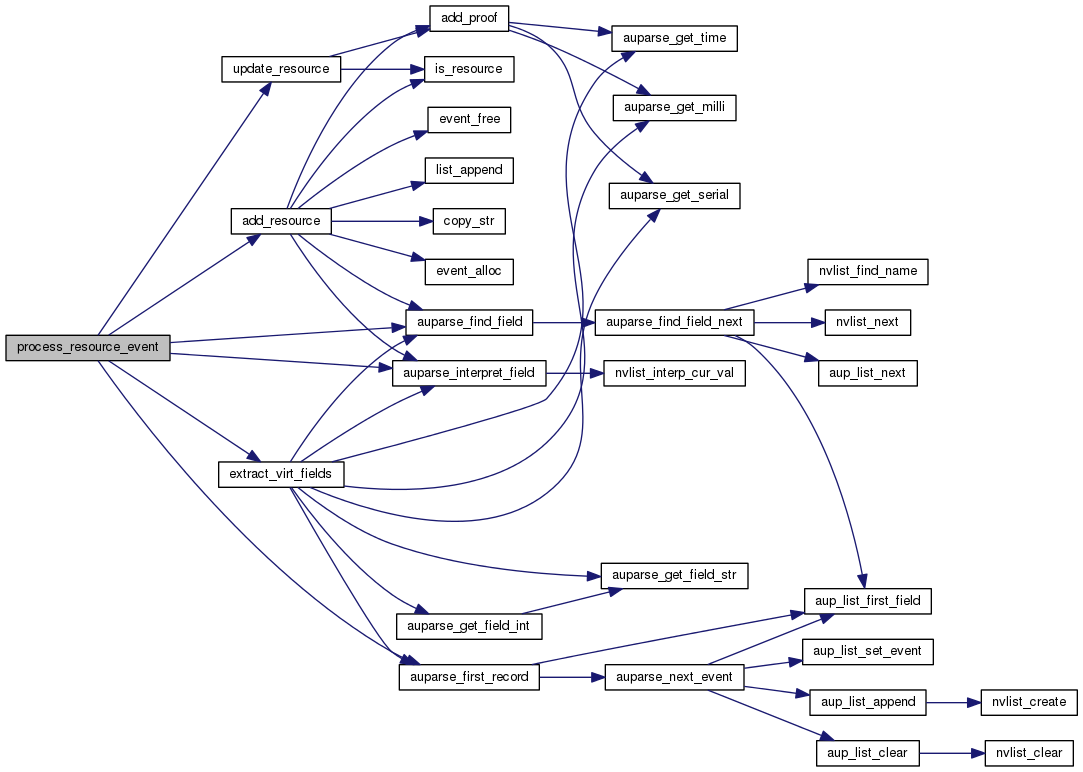 add_proof
auparse_get_time
update_resource
is_resource
auparse_get_milli
event_free
list_append
auparse_get_serial
add_resource
copy_str
event_alloc
nvlist_find_name
auparse_find_field
auparse_find_field_next
nvlist_next
process_resource_event
auparse_interpret_field
nvlist_interp_cur_val
aup_list_next
extract_virt_fields
auparse_get_field_str
aup_list_first_field
auparse_get_field_int
aup_list_set_event
auparse_first_record
auparse_next_event
aup_list_append
nvlist_create
aup_list_clear
nvlist_clear